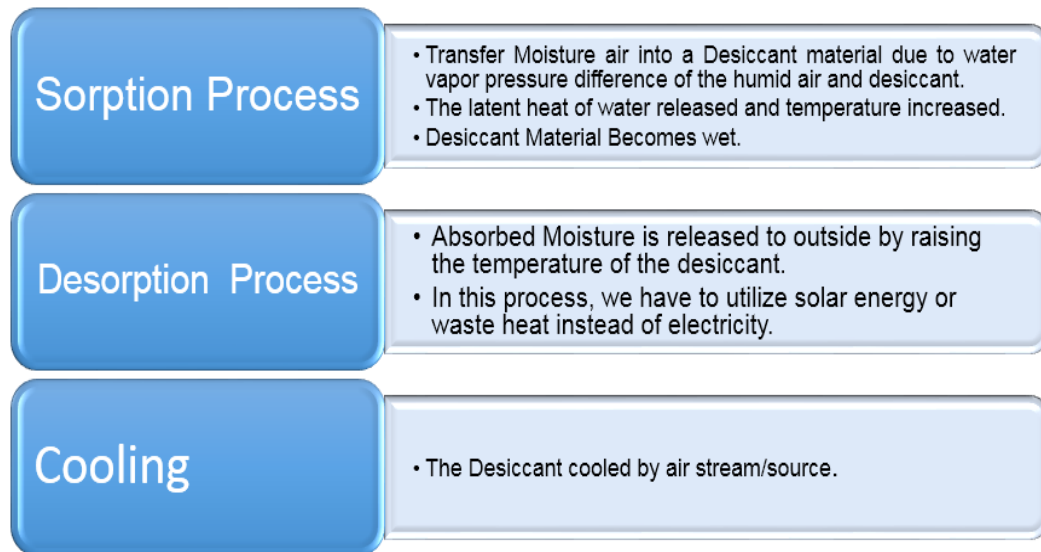 Sorption Process
• Transfer Moisture air into a Desiccant material due to water
vapor pressure difference of the humid air and desiccant.
• The latent heat of water released and temperature increased.
• Desiccant Material Becomes wet.
Desorption Process
• Absorbed Moisture is released to outside by raising
the temperature of the desiccant.
• In this process, we have to utilize solar energy or
waste heat instead of electricity.
Cooling
• The Desiccant cooled by air stream/source.